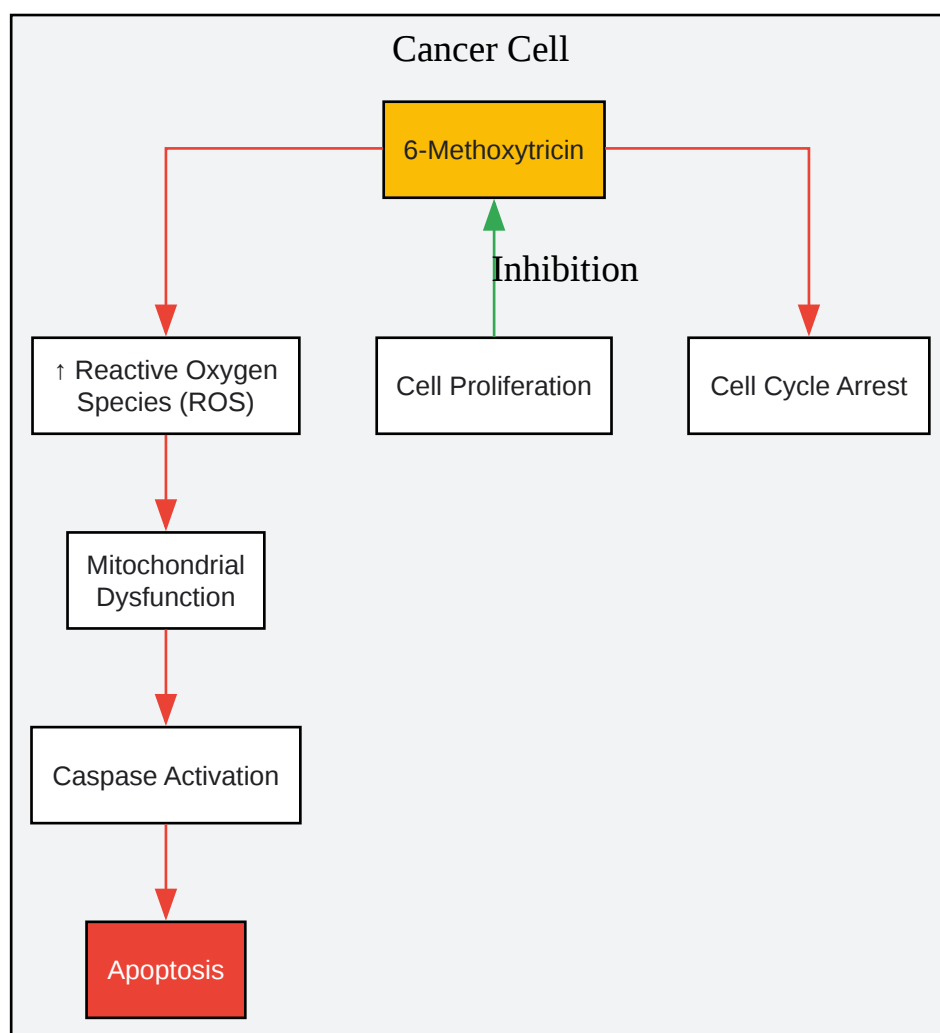 Cancer Cell
6-Methoxytricin
Inhibition
↑ Reactive Oxygen
Species (ROS)
Cell Proliferation
Cell Cycle Arrest
Mitochondrial
Dysfunction
Caspase Activation
Apoptosis